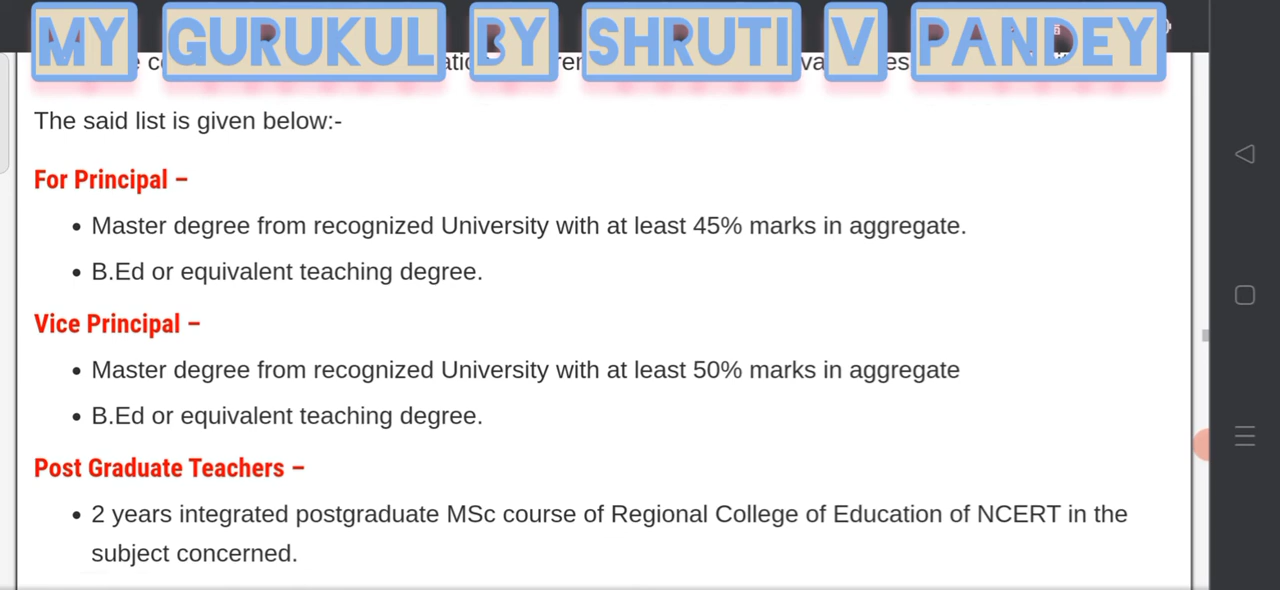 MY GURUKUL BY SHRUTI V PANDEY
The said list is given below:-
For Principal –
• Master degree from recognized University with at least 45% marks in aggregate.
• B.Ed or equivalent teaching degree.
Vice Principal –
• Master degree from recognized University with at least 50% marks in aggregate
• B.Ed or equivalent teaching degree.
Post Graduate Teachers –
• 2 years integrated postgraduate MSc course of Regional College of Education of NCERT in the
subject concerned.